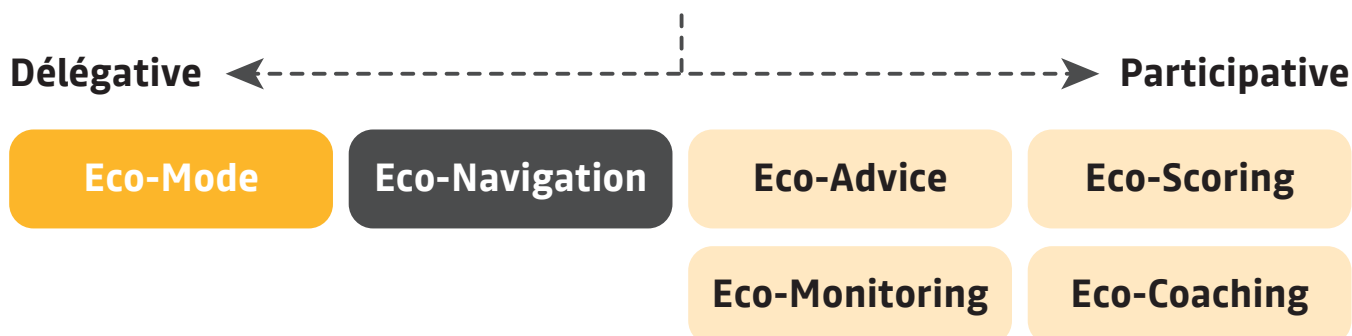 Délégative Participative
Eco-Mode Eco-Navigation Eco-Advice Eco-Scoring
Eco-Monitoring Eco-Coaching